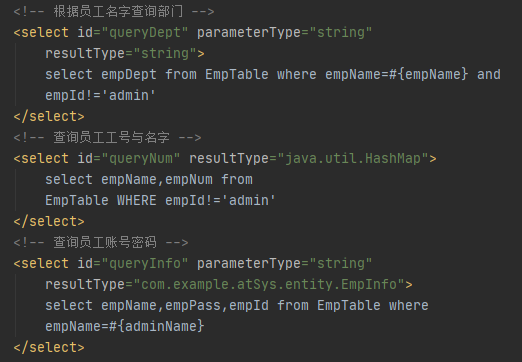 <!-- 根据员工名字查询部门 -->
<select id="queryDept" parameterType="string"
resultType="string">
select empDept from EmpTable where empName=#{empName} and
empId!='admin'
</select>
<!-- 查询员工工号与名字 -->
<select id="queryNum" resultType="java.util.HashMap">
select empName,empNum from
EmpTable WHERE empId!='admin'
</select>
<!-- 查询员工账号密码 -->
<select id="queryInfo" parameterType="string"
resultType="com.example.atSys.entity.EmpInfo">
select empName,empPass,empId from EmpTable where
empName=#{adminName}
</select>